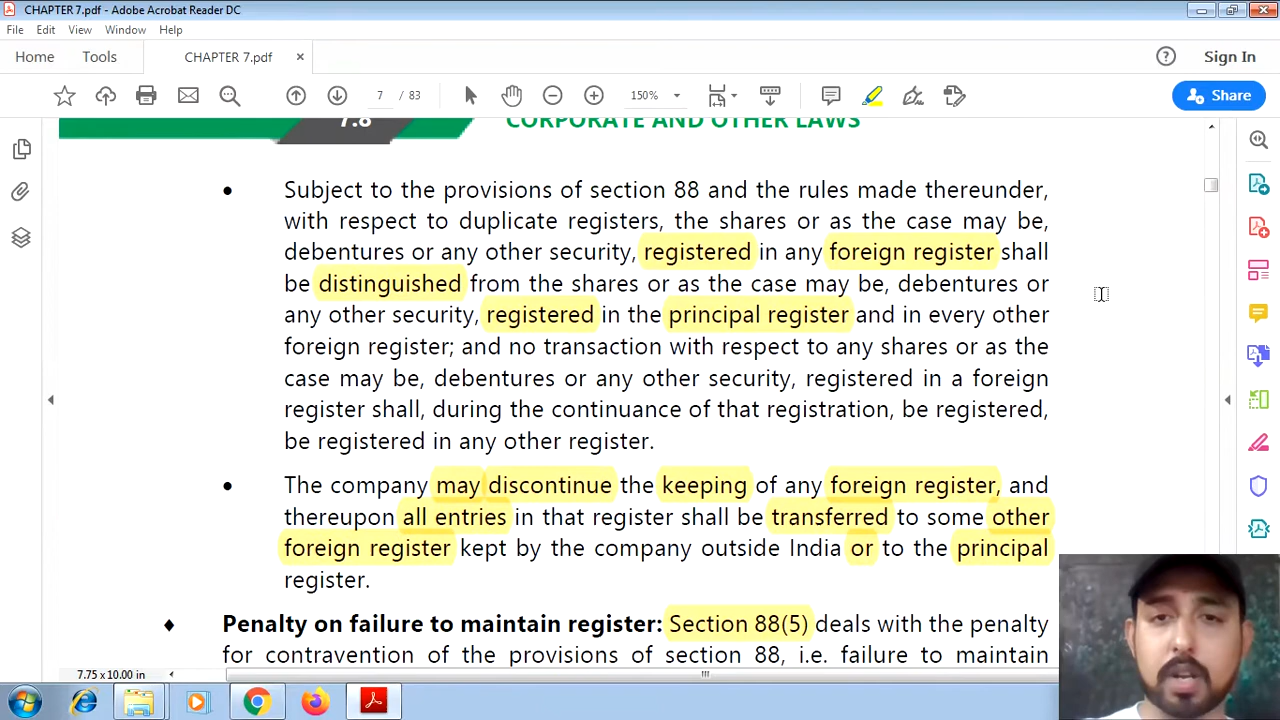 CHAPTER 7.pdf - Adobe Acrobat Reader DC
File Edit View Window Help
Home Tools CHAPTER 7.pdf × Sign In
7 / 83 150% Share
7.8 CORPORATE AND OTHER LAWS
• Subject to the provisions of section 88 and the rules made thereunder,
with respect to duplicate registers, the shares or as the case may be,
debentures or any other security, registered in any foreign register shall
be distinguished from the shares or as the case may be, debentures or
any other security, registered in the principal register and in every other
foreign register; and no transaction with respect to any shares or as the
case may be, debentures or any other security, registered in a foreign
register shall, during the continuance of that registration, be registered,
be registered in any other register.
• The company may discontinue the keeping of any foreign register, and
thereupon all entries in that register shall be transferred to some other
foreign register kept by the company outside India or to the principal
register.
♦ Penalty on failure to maintain register: Section 88(5) deals with the penalty
for contravention of the provisions of section 88, i.e. failure to maintain
7.75 x 10.00 in